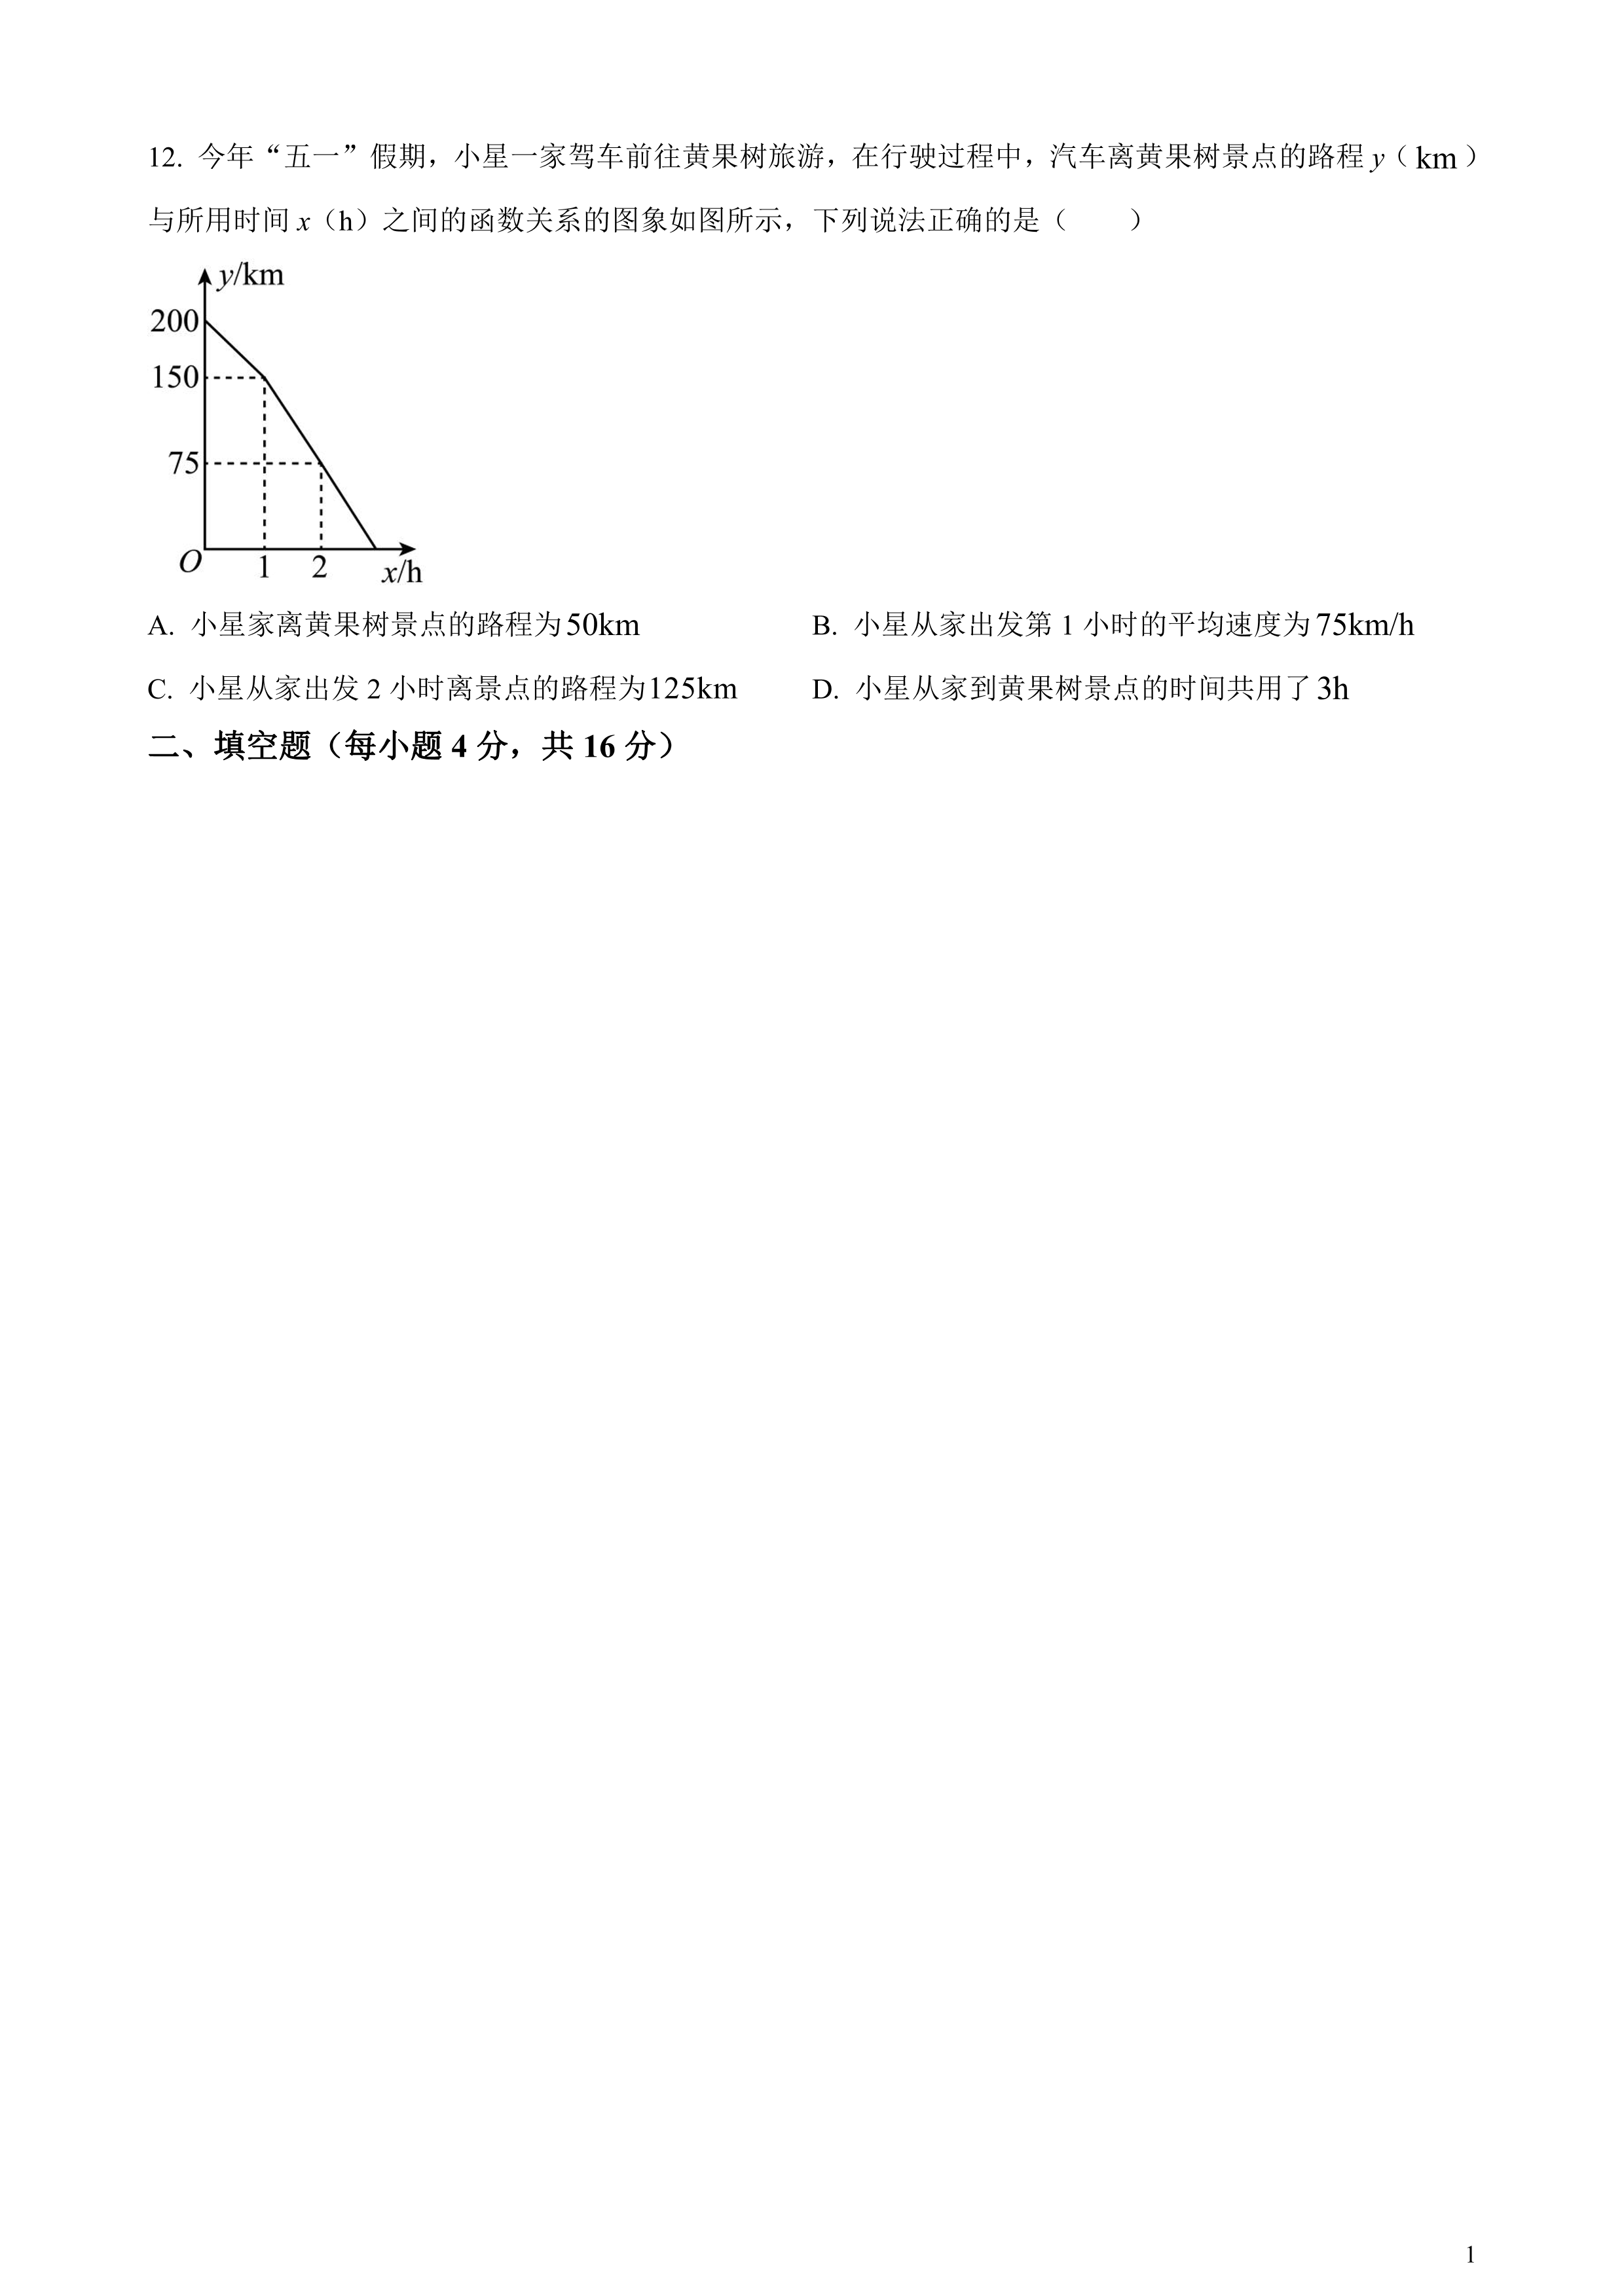 12. 今年“五一”假期，小星一家驾车前往黄果树旅游，在行驶过程中，汽车离黄果树景点的路程 y（km）
与所用时间 x（h）之间的函数关系的图象如图所示，下列说法正确的是（　　）
y/km
200
150
75
O 1 2 x/h
A. 小星家离黄果树景点的路程为50km B. 小星从家出发第 1 小时的平均速度为75km/h
C. 小星从家出发 2 小时离景点的路程为125km D. 小星从家到黄果树景点的时间共用了3h
二、填空题（每小题 4 分，共 16 分）
1